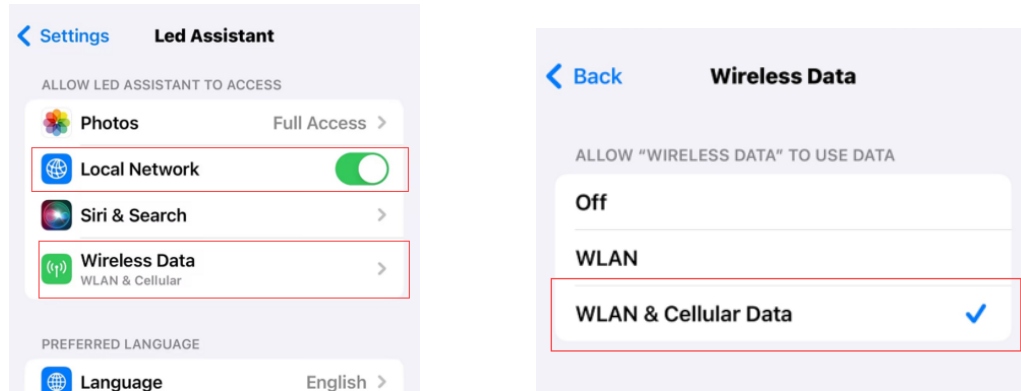 Settings
Led Assistant
ALLOW LED ASSISTANT TO ACCESS
Photos
Full Access
Local Network
Siri & Search
Wireless Data
WLAN & Cellular
PREFERRED LANGUAGE
Language
English
Back
Wireless Data
ALLOW “WIRELESS DATA” TO USE DATA
Off
WLAN
WLAN & Cellular Data